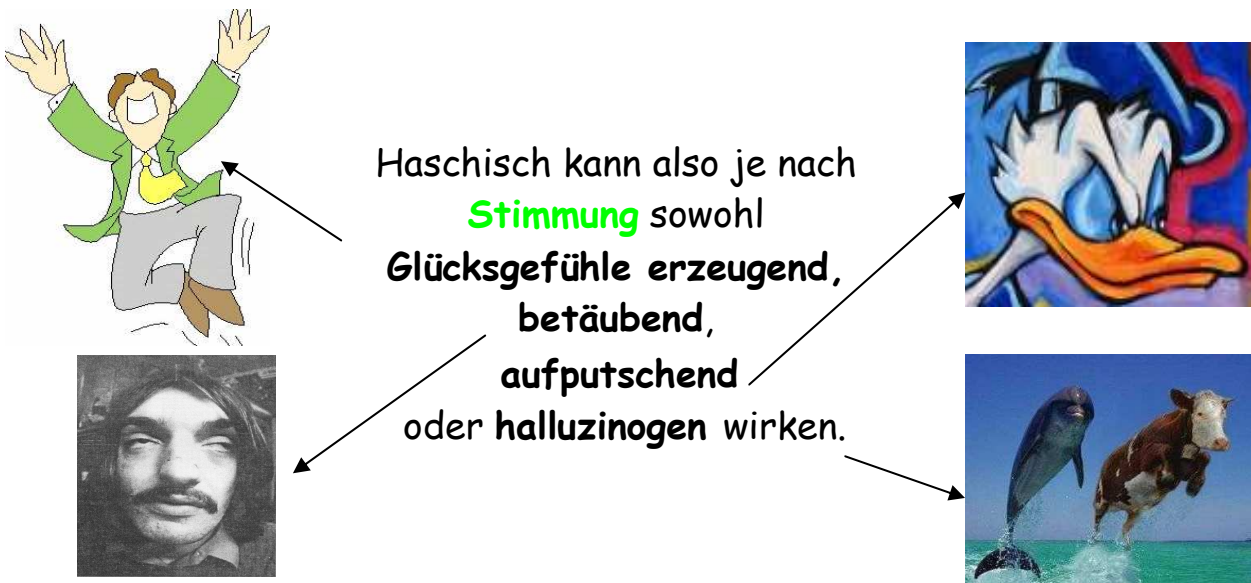 Haschisch kann also je nach
Stimmung sowohl
Glücksgefühle erzeugend,
betäubend,
aufputschend
oder halluzinogen wirken.